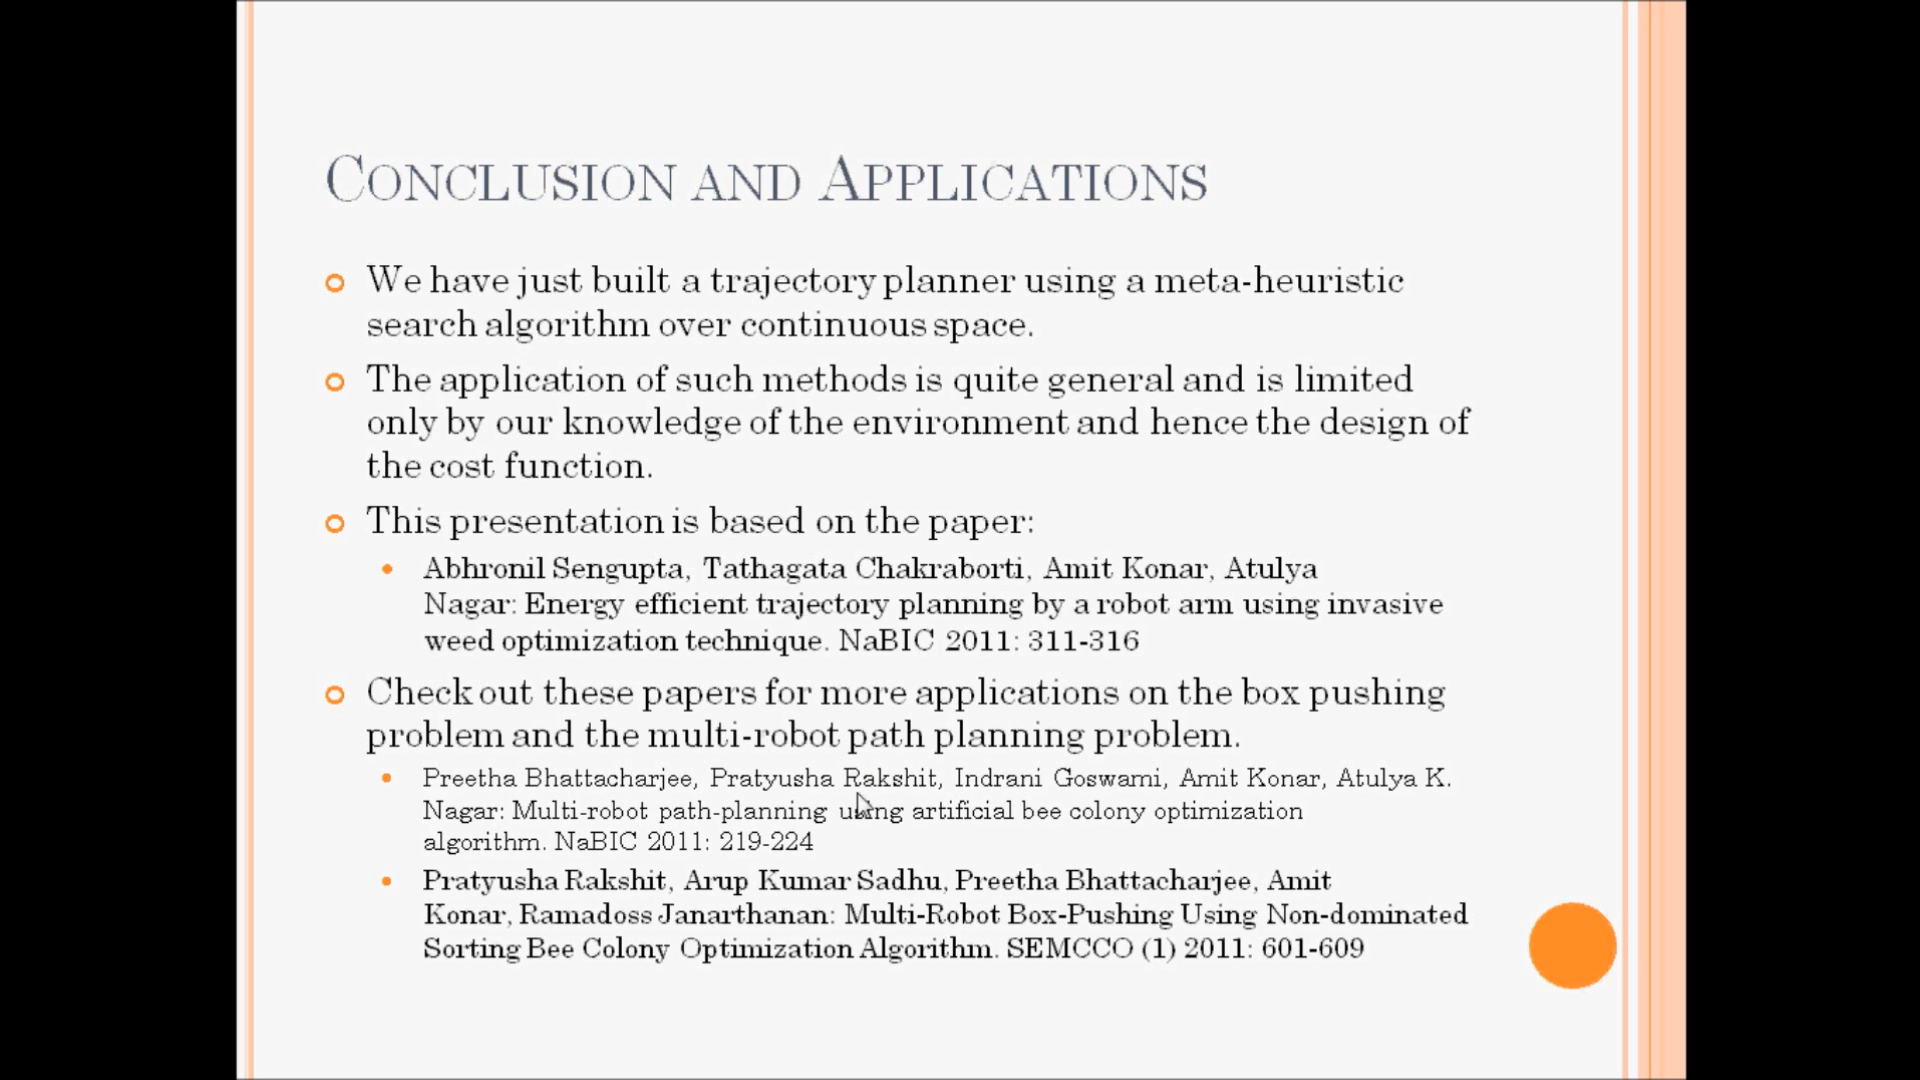 CONCLUSION AND APPLICATIONS
We have just built a trajectory planner using a meta-heuristic
search algorithm over continuous space.
The application of such methods is quite general and is limited
only by our knowledge of the environment and hence the design of
the cost function.
This presentation is based on the paper:
Abhronil Sengupta, Tathagata Chakraborti, Amit Konar, Atulya
Nagar: Energy efficient trajectory planning by a robot arm using invasive
weed optimization technique. NaBIC 2011: 311-316
Check out these papers for more applications on the box pushing
problem and the multi-robot path planning problem.
Preetha Bhattacharjee, Pratyusha Rakshit, Indrani Goswami, Amit Konar, Atulya K.
Nagar: Multi-robot path-planning using artificial bee colony optimization
algorithm. NaBIC 2011: 219-224
Pratyusha Rakshit, Arup Kumar Sadhu, Preetha Bhattacharjee, Amit
Konar, Ramadoss Janarthanan: Multi-Robot Box-Pushing Using Non-dominated
Sorting Bee Colony Optimization Algorithm. SEMCCO (1) 2011: 601-609